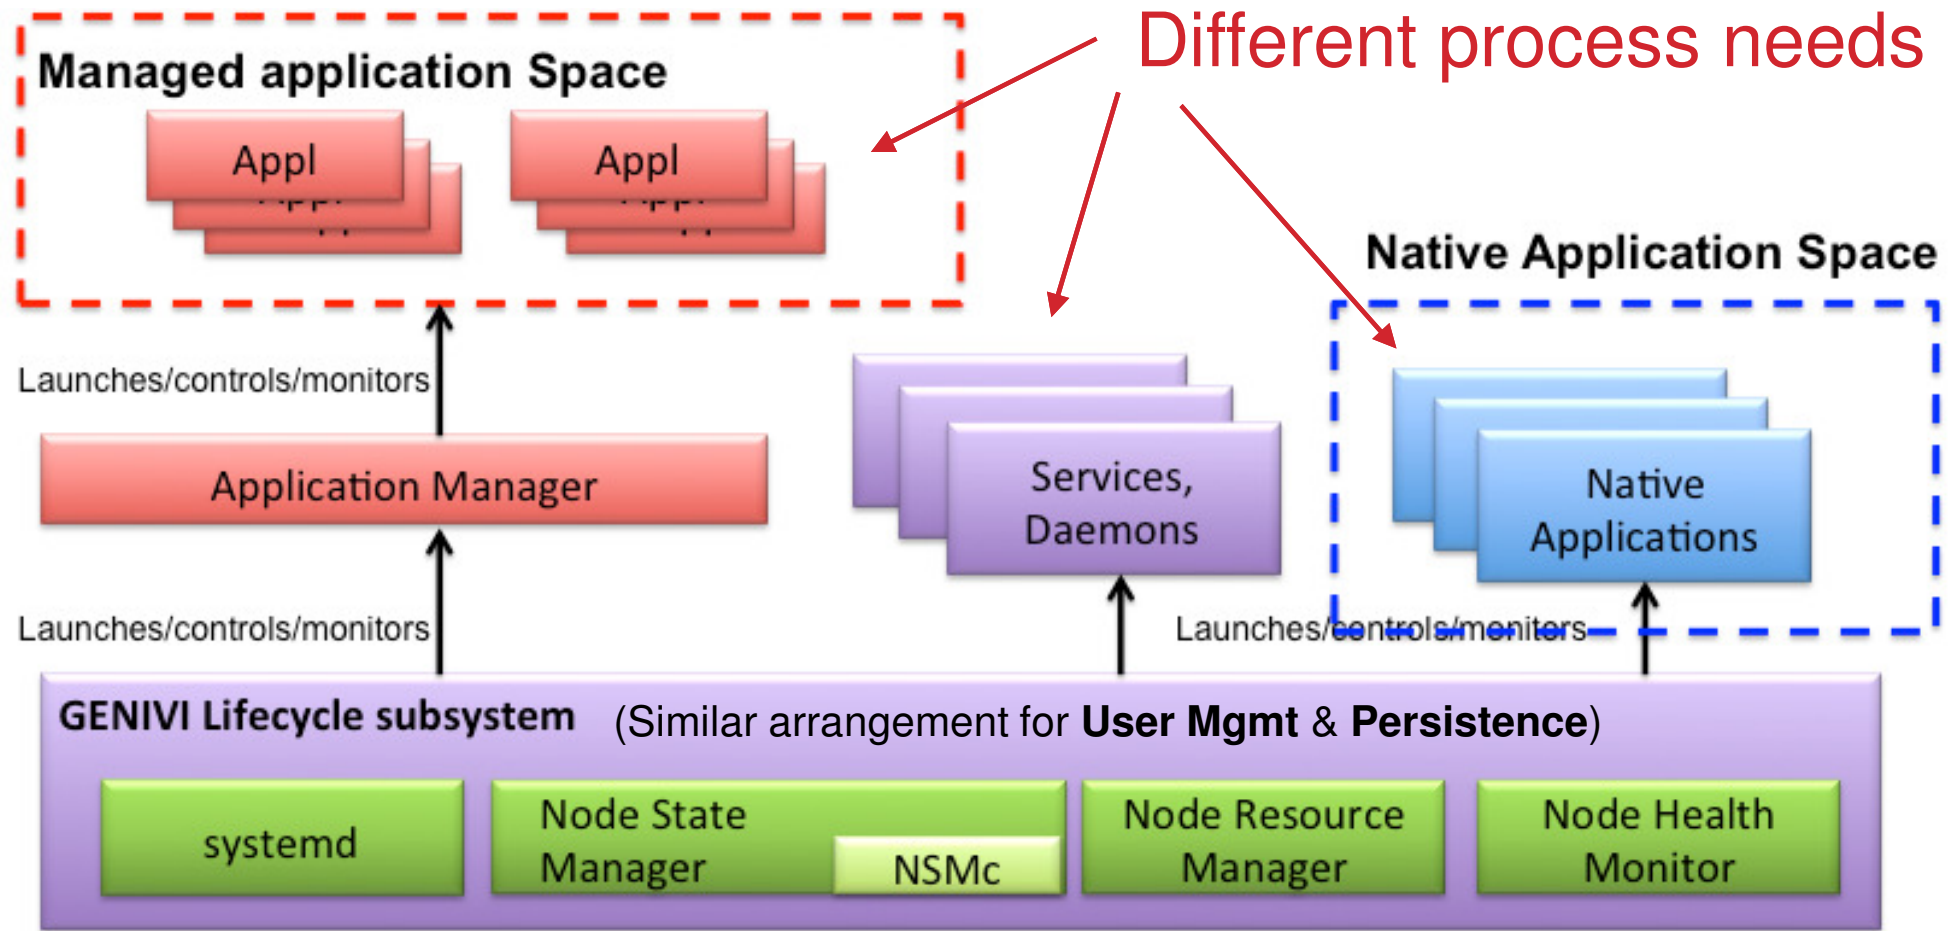 Different process needs
Managed application Space
Appl
Appl
Native Application Space
Launches/controls/monitors
Application Manager
Services,
Daemons
Native
Applications
Launches/controls/monitors
Launches/controls/monitors
GENIVI Lifecycle subsystem (Similar arrangement for User Mgmt & Persistence)
systemd
Node State
Manager
NSMc
Node Resource
Manager
Node Health
Monitor